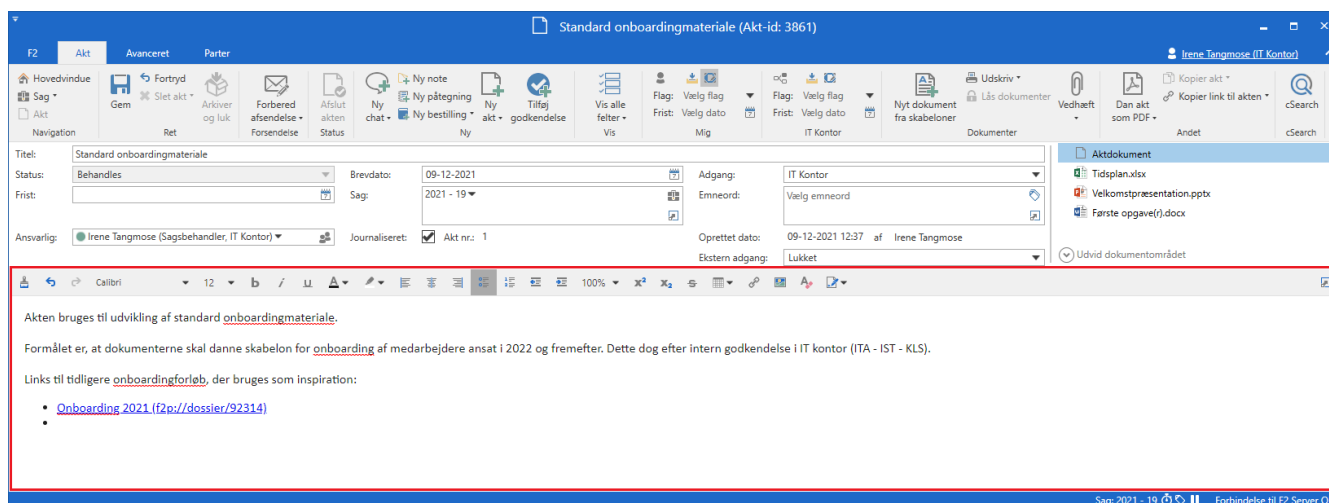 Standard onboardingmateriale (Akt-id: 3861)
F2 Akt Avanceret Parter Irene Tangmose (IT Kontor)
Hovedvindue
Sag
Akt
Navigation
Gem
Fortryd
Slet akt
Arkiver og luk
Ret
Forbered afsendelse
Forsendelse
Afslut akten
Status
Ny chat
Ny note
Ny påtegning
Ny bestilling
Ny akt
Tilføj godkendelse
Ny
Vis alle felter
Vis
Flag: Vælg flag
Frist: Vælg dato
Mig
Flag: Vælg flag
Frist: Vælg dato
IT Kontor
Nyt dokument fra skabeloner
Udskriv
Lås dokumenter
Dokumenter
Vedhæft
Dan akt som PDF
Kopier akt
Kopier link til akten
Andet
cSearch
cSearch
Titel: Standard onboardingmateriale
Status: Behandles Brevdato: 09-12-2021 Adgang: IT Kontor
Frist: Sag: 2021 - 19 Emneord: Vælg emneord
Ansvarlig: Irene Tangmose (Sagsbehandler, IT Kontor) Journaliseret: Akt nr.: 1 Oprettet dato: 09-12-2021 12:37 af Irene Tangmose
Ekstern adgang: Lukket
Aktdokument
Tidsplan.xlsx
Velkomstpræsentation.pptx
Første opgave(r).docx
Udvid dokumentområdet
Calibri 12 b i u A 100% x² x₂ S A
Akten bruges til udvikling af standard onboardingmateriale.
Formålet er, at dokumenterne skal danne skabelon for onboarding af medarbejdere ansat i 2022 og fremefter. Dette dog efter intern godkendelse i IT kontor (ITA - IST - KLS).
Links til tidligere onboardingforløb, der bruges som inspiration:
Onboarding 2021 (f2p://dossier/92314)
Sag: 2021 - 19 Forbindelse til F2 Server